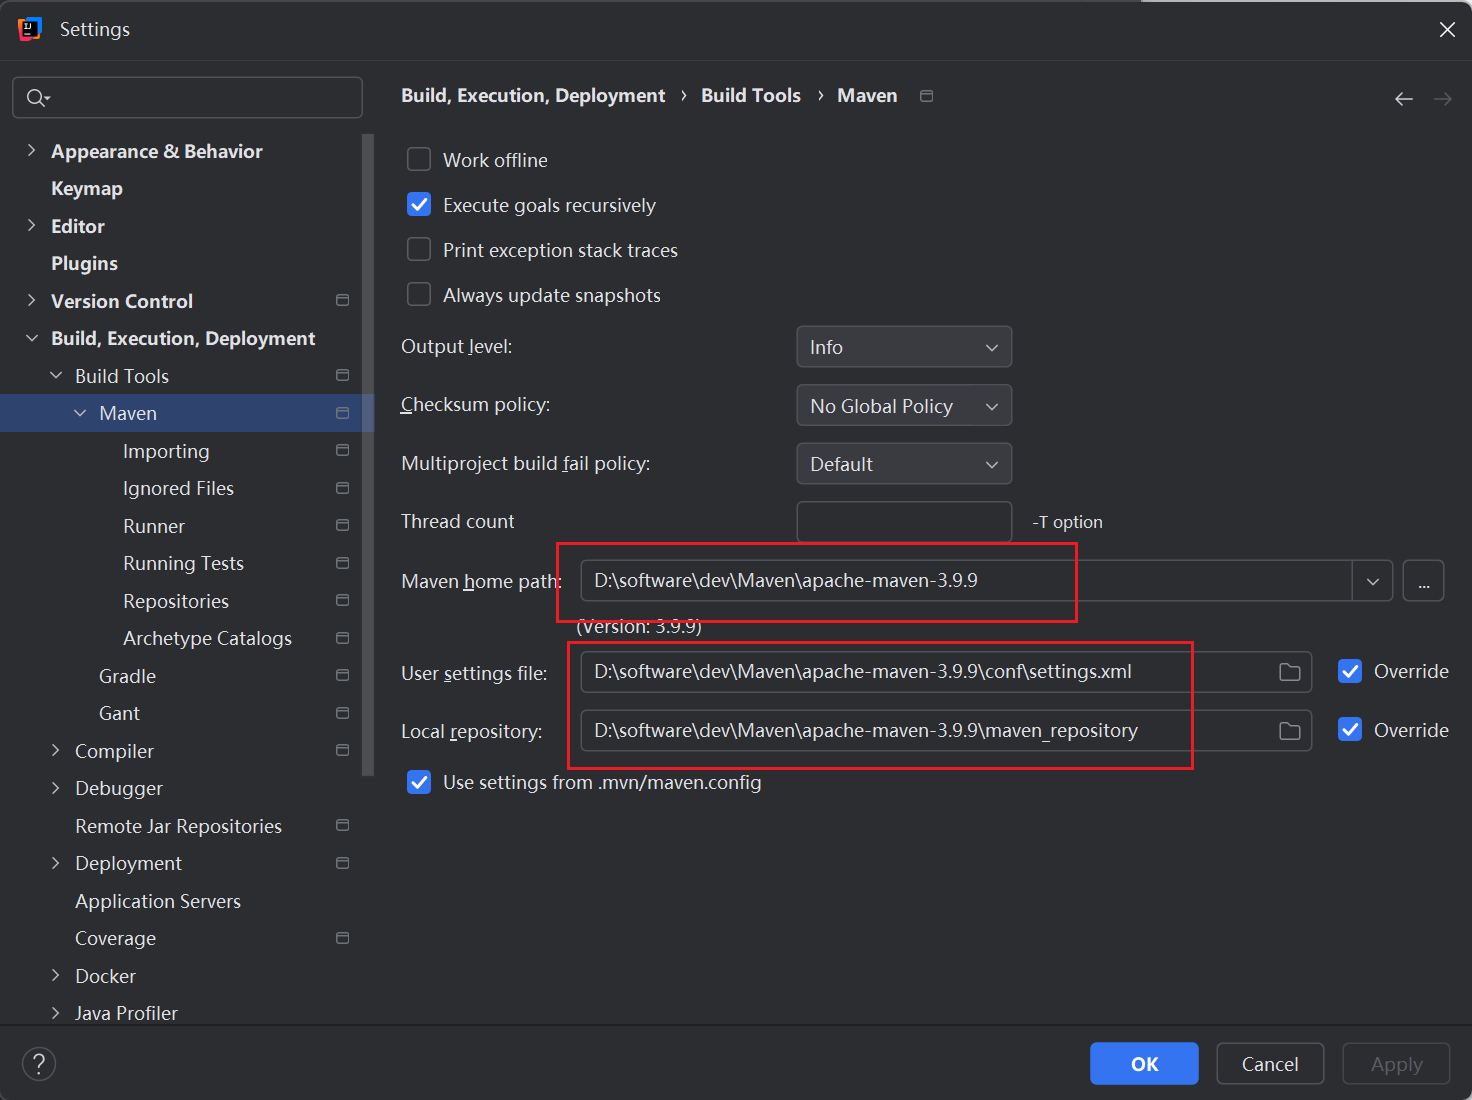 Settings
Build, Execution, Deployment › Build Tools › Maven
Appearance & Behavior
Keymap
Editor
Plugins
Version Control
Build, Execution, Deployment
Build Tools
Maven
Importing
Ignored Files
Runner
Running Tests
Repositories
Archetype Catalogs
Gradle
Gant
Compiler
Debugger
Remote Jar Repositories
Deployment
Application Servers
Coverage
Docker
Java Profiler
Work offline
Execute goals recursively
Print exception stack traces
Always update snapshots
Output level: Info
Checksum policy: No Global Policy
Multiproject build fail policy: Default
Thread count -T option
Maven home path: D:\software\dev\Maven\apache-maven-3.9.9 ...
(Version: 3.9.9)
User settings file: D:\software\dev\Maven\apache-maven-3.9.9\conf\settings.xml Override
Local repository: D:\software\dev\Maven\apache-maven-3.9.9\maven_repository Override
Use settings from .mvn/maven.config
? OK Cancel Apply